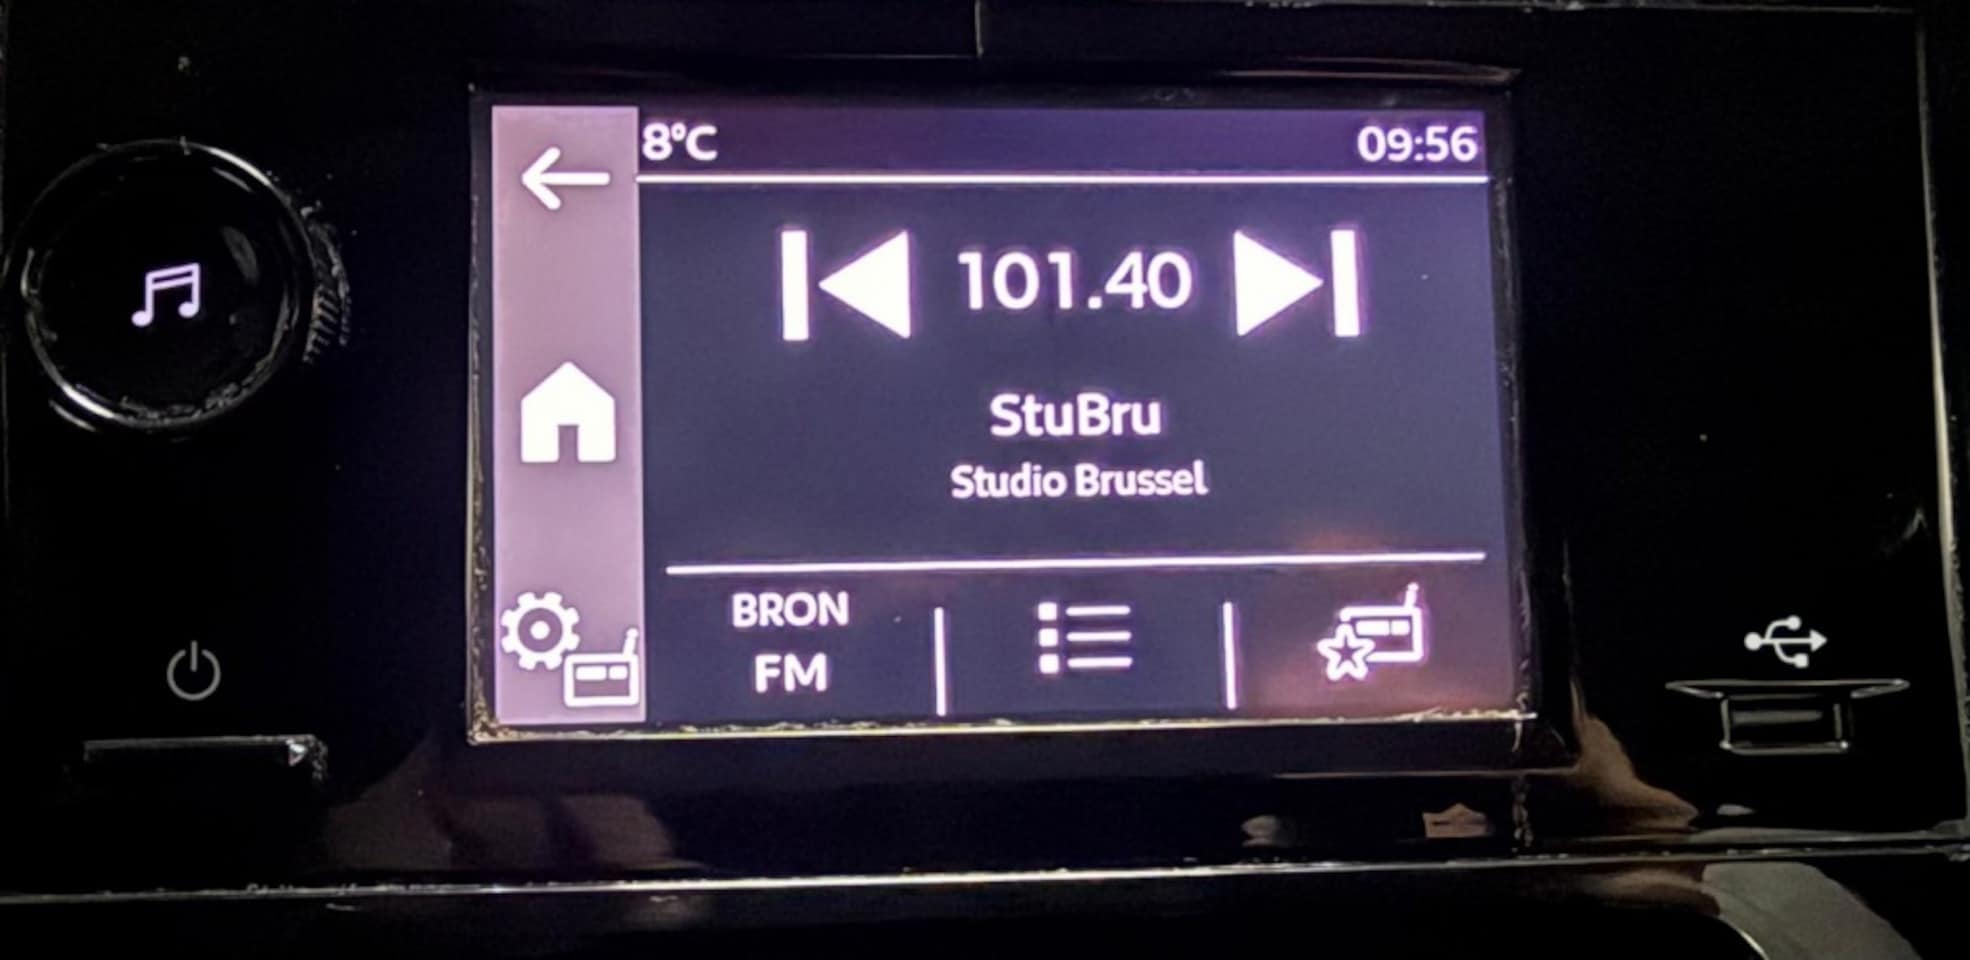 8°C 09:56
101.40
StuBru
Studio Brussel
BRON
FM